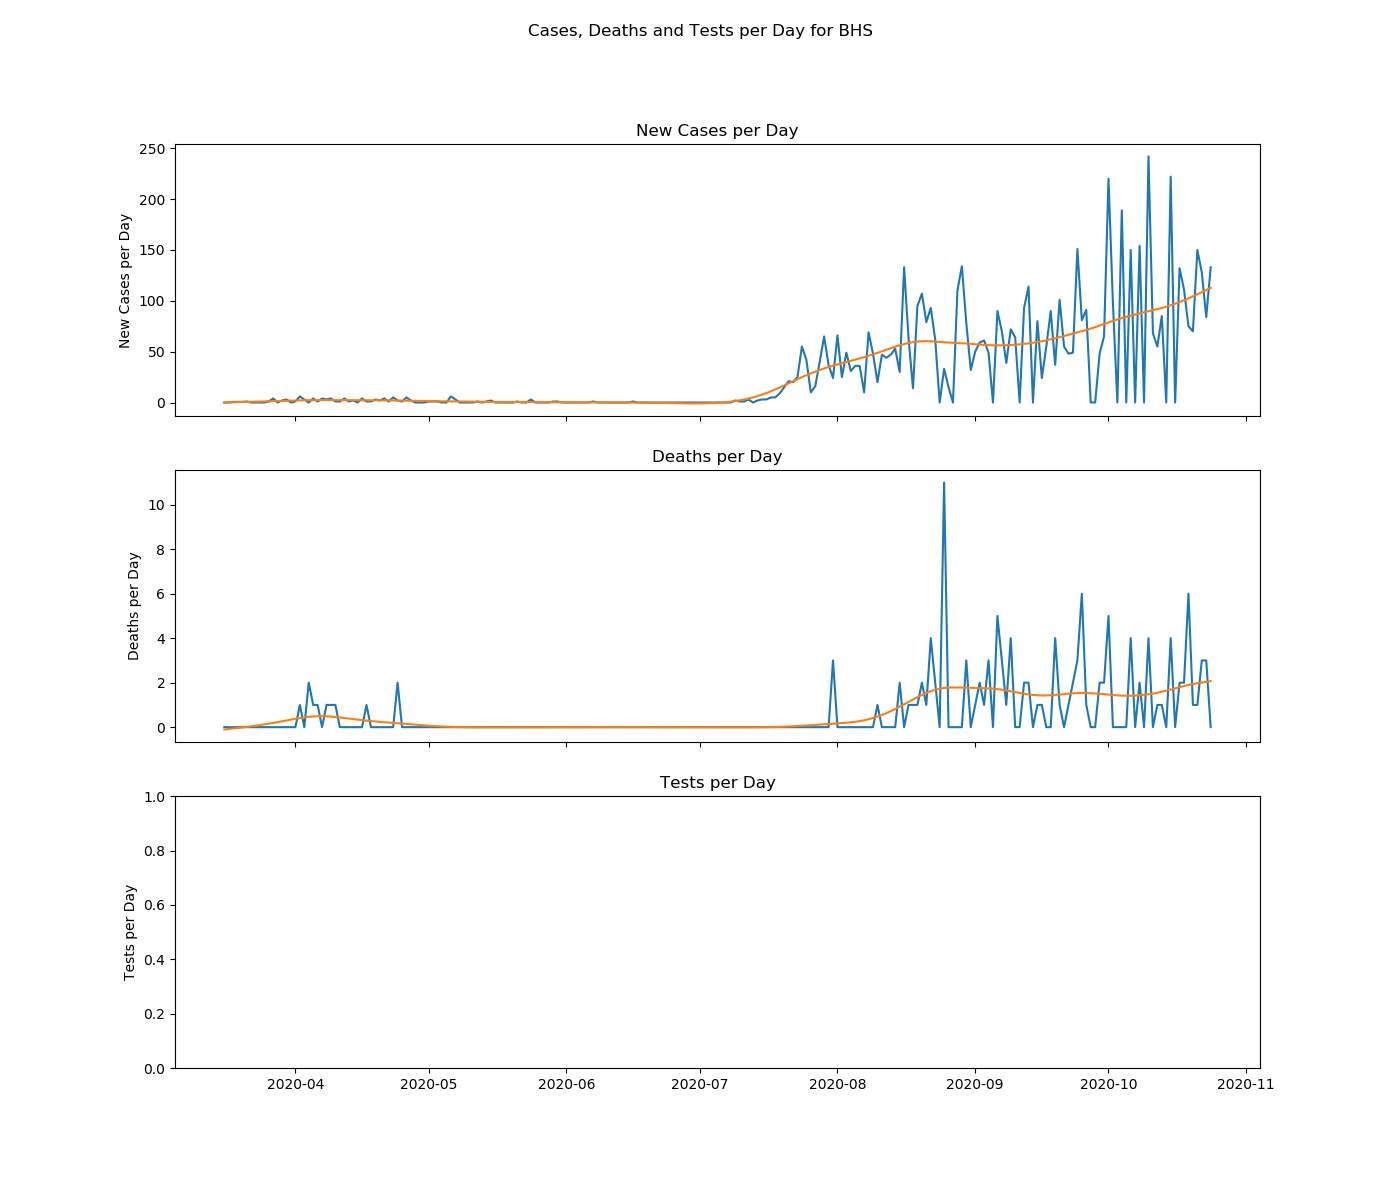 Cases, Deaths and Tests per Day for BHS
New Cases per Day
New Cases per Day
250
200
150
100
50
0
Deaths per Day
Deaths per Day
10
8
6
4
2
0
Tests per Day
Tests per Day
1.0
0.8
0.6
0.4
0.2
0.0
2020-04 2020-05 2020-06 2020-07 2020-08 2020-09 2020-10 2020-11